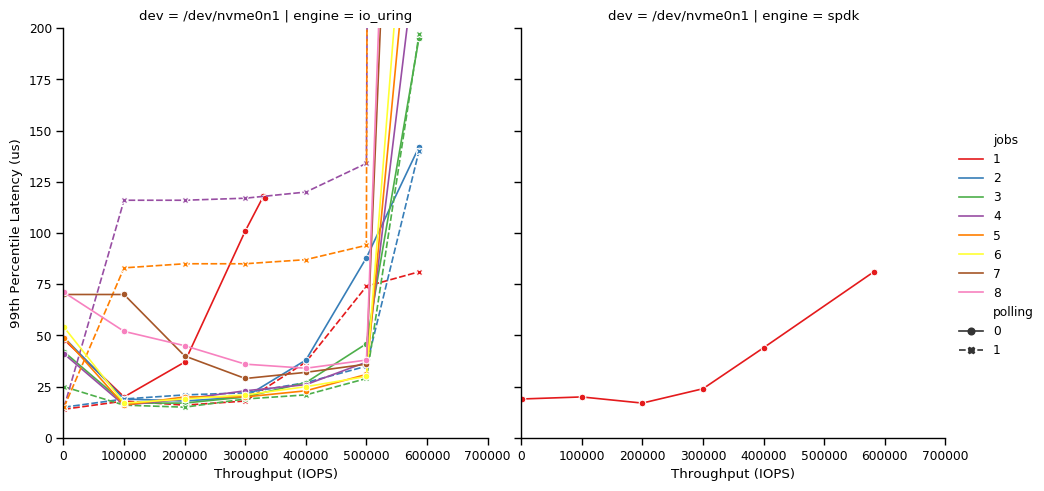 dev = /dev/nvme0n1 | engine = io_uring
dev = /dev/nvme0n1 | engine = spdk
99th Percentile Latency (us)
200
175
150
125
100
75
50
25
0
0 100000 200000 300000 400000 500000 600000 700000
Throughput (IOPS)
0 100000 200000 300000 400000 500000 600000 700000
Throughput (IOPS)
jobs
1
2
3
4
5
6
7
8
polling
0
1